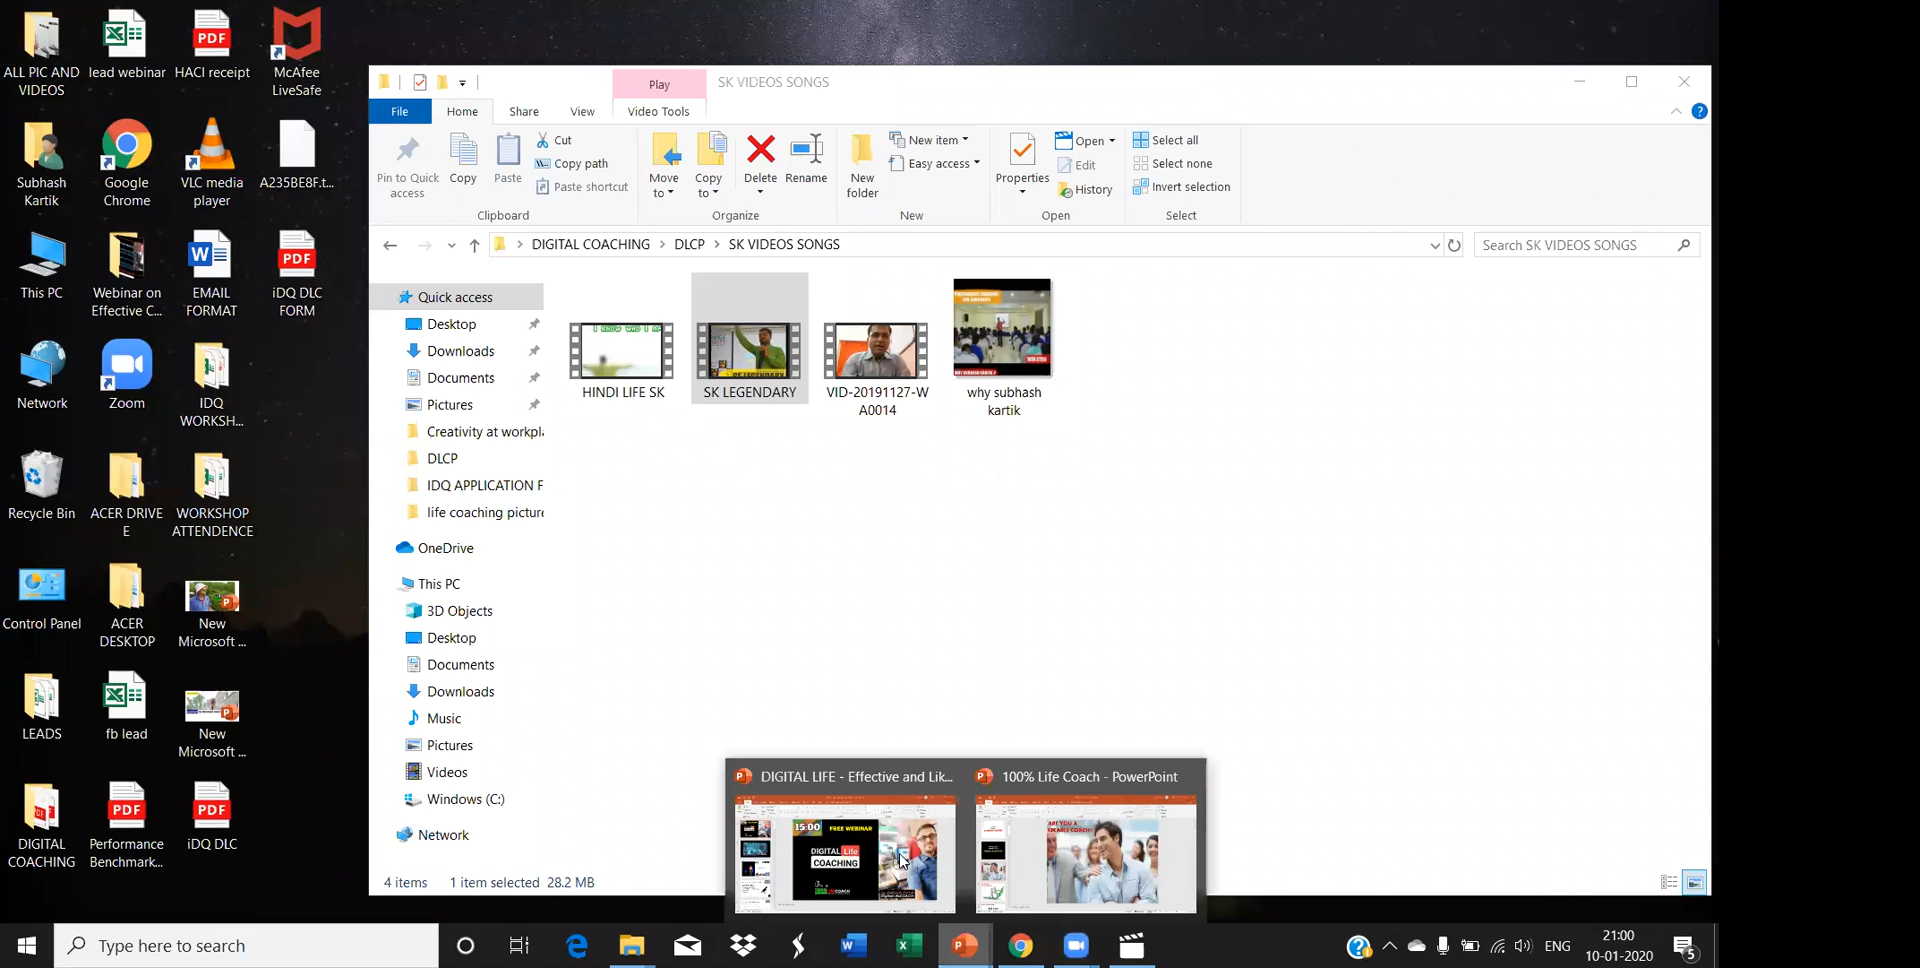 ALL PIC AND
VIDEOS
lead webinar
HACI receipt
McAfee
LiveSafe
Subhash
Kartik
Google
Chrome
VLC media
player
A235BE8F.t...
This PC
Webinar on
Effective C...
EMAIL
FORMAT
iDQ DLC
FORM
Network
Zoom
IDQ
WORKSH...
Recycle Bin
ACER DRIVE
E
WORKSHOP
ATTENDENCE
Control Panel
ACER
DESKTOP
New
Microsoft ...
LEADS
fb lead
New
Microsoft ...
DIGITAL
COACHING
Performance
Benchmark...
iDQ DLC
Play
SK VIDEOS SONGS
File
Home
Share
View
Video Tools
Pin to Quick
access
Copy
Paste
Cut
Copy path
Paste shortcut
Clipboard
Move
to
Copy
to
Delete
Rename
Organize
New
folder
New item
Easy access
New
Properties
Open
Edit
History
Open
Select all
Select none
Invert selection
Select
DIGITAL COACHING > DLCP > SK VIDEOS SONGS
Search SK VIDEOS SONGS
Quick access
Desktop
Downloads
Documents
Pictures
Creativity at workpl
DLCP
IDQ APPLICATION F
life coaching picture
OneDrive
This PC
3D Objects
Desktop
Documents
Downloads
Music
Pictures
Videos
Windows (C:)
Network
HINDI LIFE SK
SK LEGENDARY
VID-20191127-W
A0014
why subhash
kartik
4 items
1 item selected 28.2 MB
DIGITAL LIFE - Effective and Lik...
100% Life Coach - PowerPoint
15:00
FREE WEBINAR
DIGITAL Life
COACHING
Type here to search
ENG
21:00
10-01-2020
5